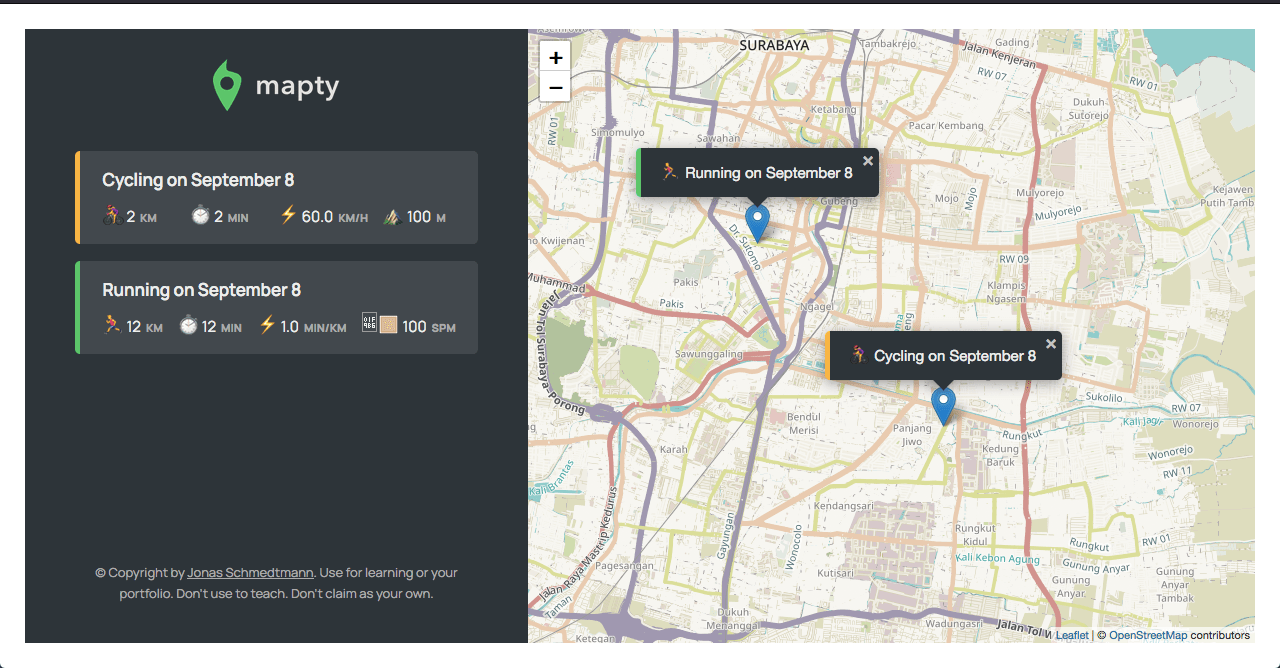 mapty
Cycling on September 8
2 KM 2 MIN 60.0 KM/H 100 M
Running on September 8
12 KM 12 MIN 1.0 MIN/KM 100 SPM
© Copyright by Jonas Schmedtmann. Use for learning or your
portfolio. Don't use to teach. Don't claim as your own.
+
−
SURABAYA
Tambakrejo
Gading
Jalan Kenjeran
RW 07
RW 01
Dukuh
Sutorejo
RW 01
Ketabang
Simomulyo
Sawahan
Pacar Kembang
Running on September 8
×
Mojo
Mojo
Mulyorejo
Mulyorejo
Kejawen
Putih Tamb
Gubeng
Dr. Sutomo
no Kwijenan
RW 09
Muhammad
Pakis
Pakis
Klampis
Ngasem
Ngagel
Jalan Tol Surabaya-Porong
Sawunggaling
Cycling on September 8
×
Sukolilo
RW 07
Wonorejo
Kali Jagir
Bendul
Merisi
Panjang
Jiwo
Rungkut
Kedung
Baruk
Karah
Wonorejo
RW 11
Kali Brantas
Jalan Raya Mastrip Kedurus
Gayungan
Wonocolo
Kendangsari
Rungkut
Kidul
Rungkut
RW 01
Kali Kebon Agung
Gunung Anyar
Pagesangan
Kutisari
Gunung
Anyar
Gunung
Anyar
Tambak
Taman
Dukuh
Menanggal
Wadungasri
Jalan Tol W
Ketegan
Leaflet | © OpenStreetMap contributors